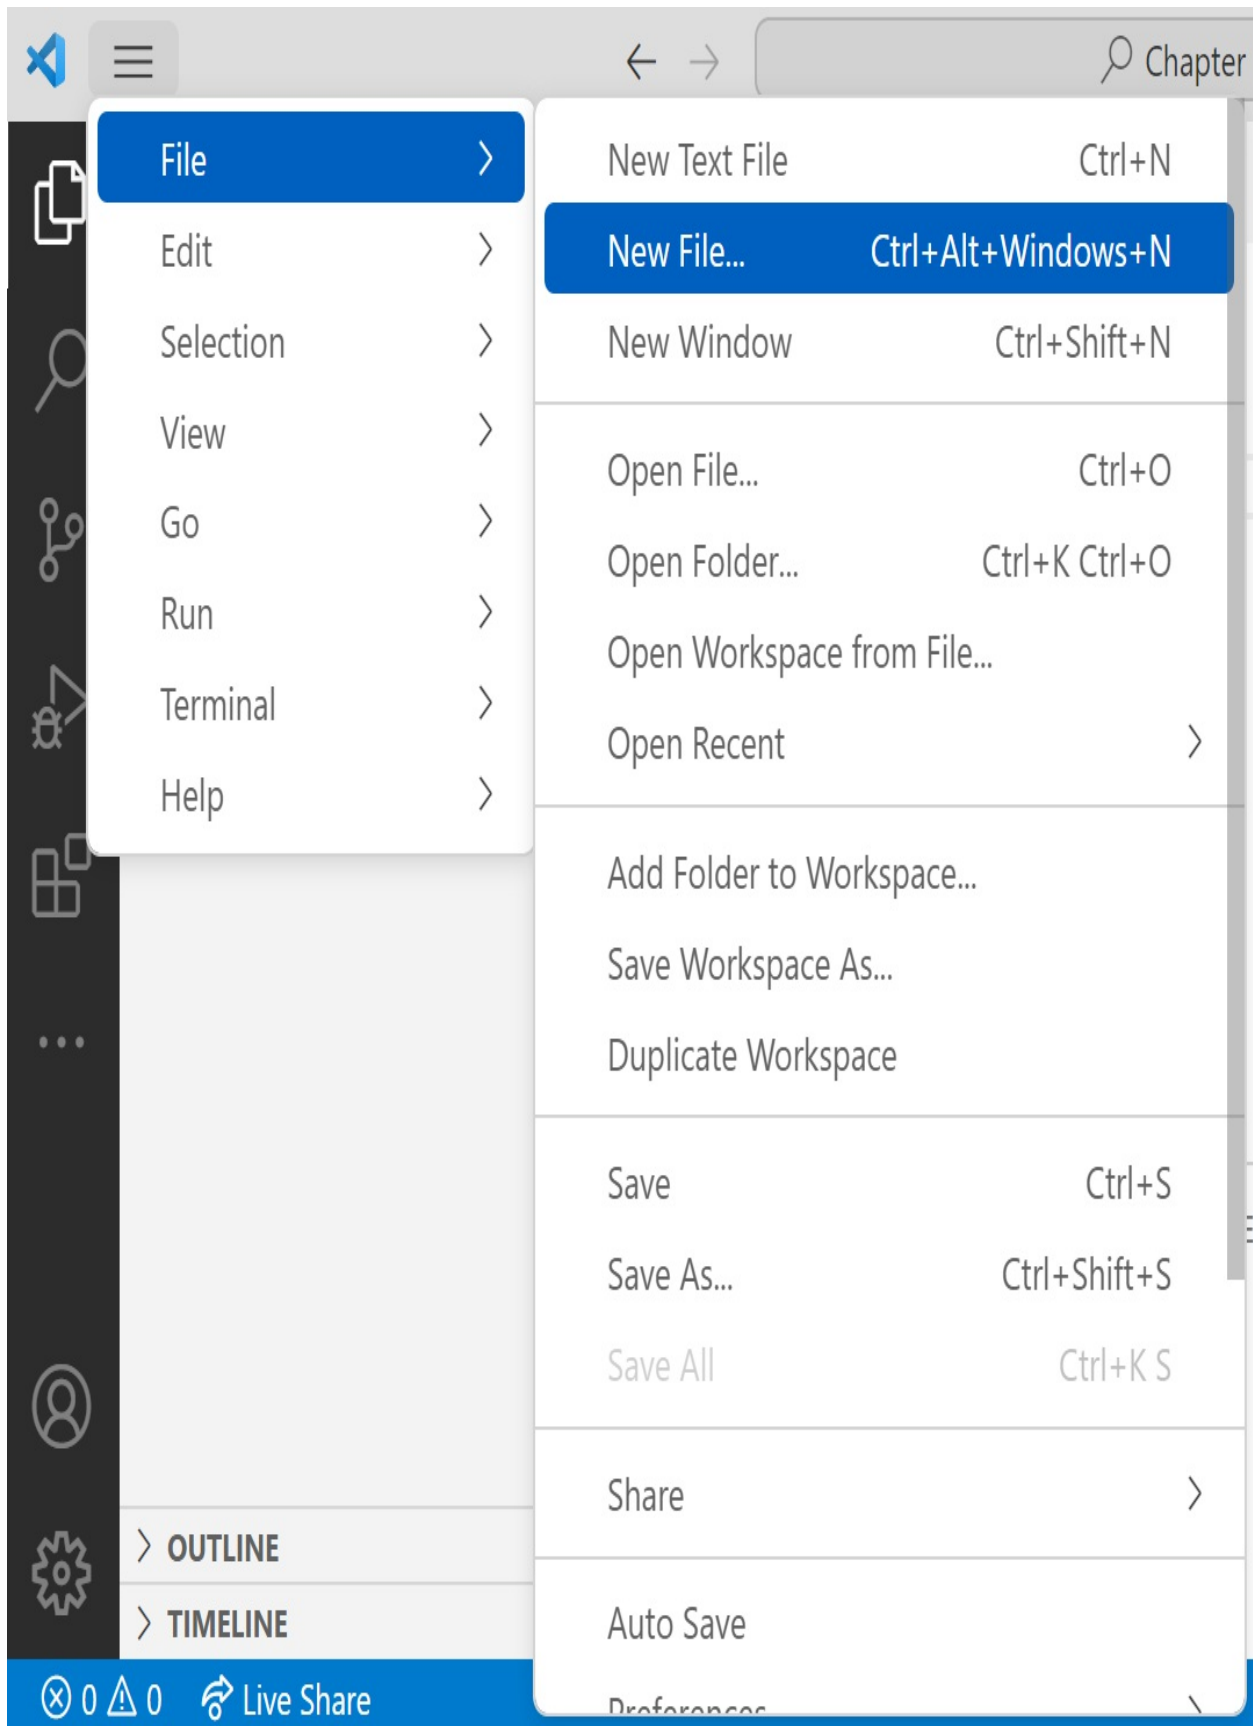 Chapter
File
Edit
Selection
View
Go
Run
Terminal
Help
New Text File Ctrl+N
New File... Ctrl+Alt+Windows+N
New Window Ctrl+Shift+N
Open File... Ctrl+O
Open Folder... Ctrl+K Ctrl+O
Open Workspace from File...
Open Recent
Add Folder to Workspace...
Save Workspace As...
Duplicate Workspace
Save Ctrl+S
Save As... Ctrl+Shift+S
Save All Ctrl+K S
Share
Auto Save
Preferences
OUTLINE
TIMELINE
0 0 Live Share